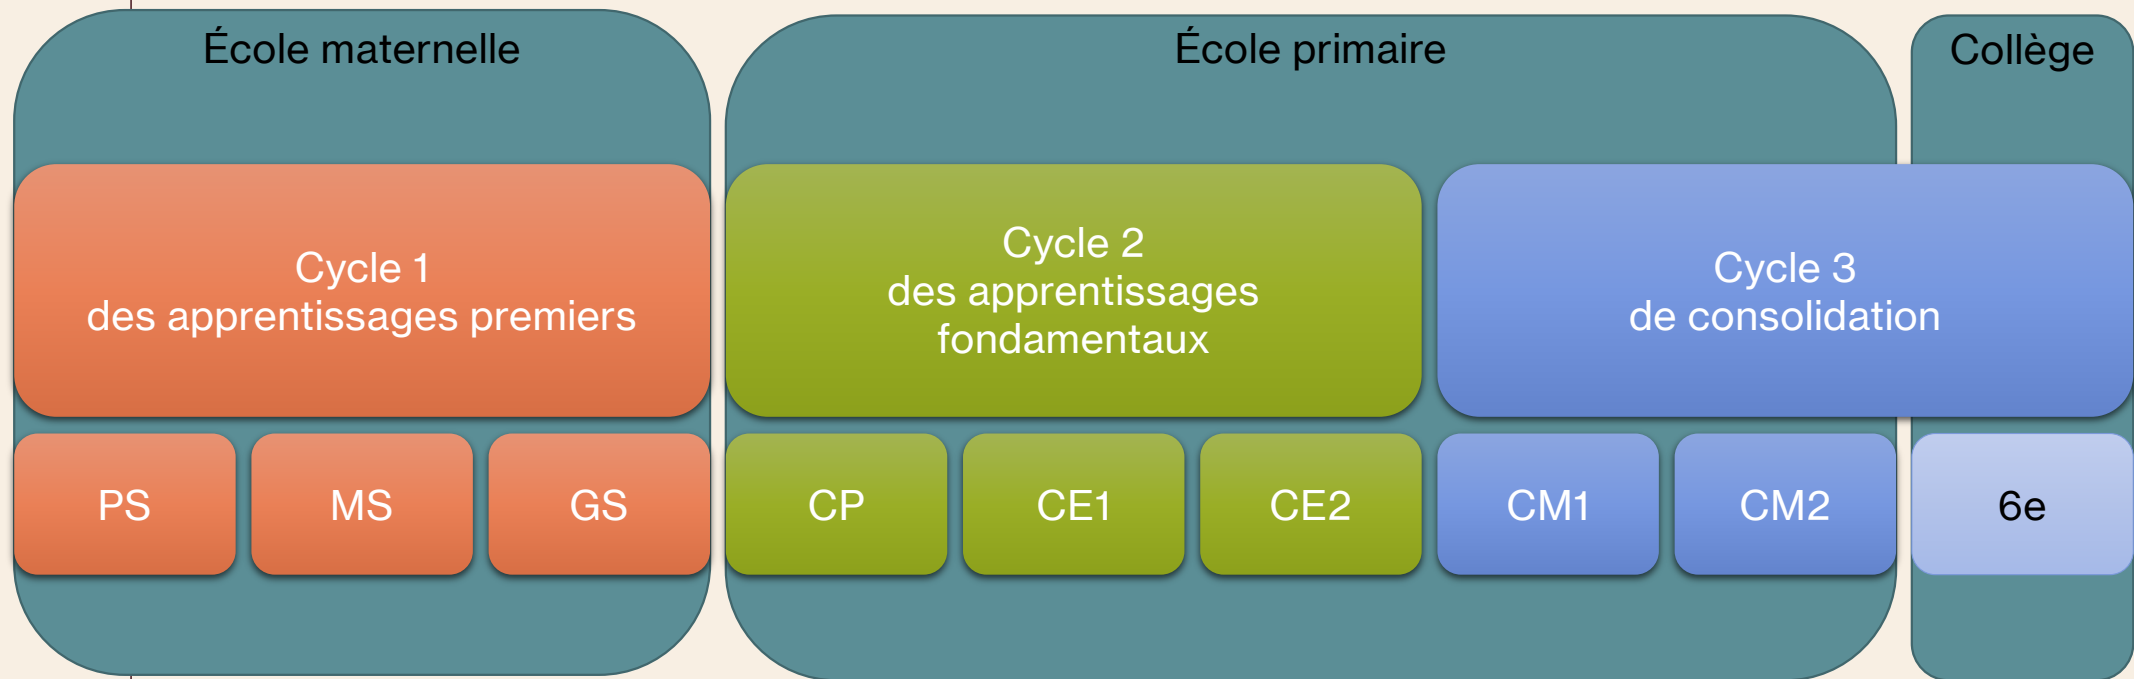 École maternelle
École primaire
Collège
Cycle 1
des apprentissages premiers
Cycle 2
des apprentissages
fondamentaux
Cycle 3
de consolidation
PS
MS
GS
CP
CE1
CE2
CM1
CM2
6e